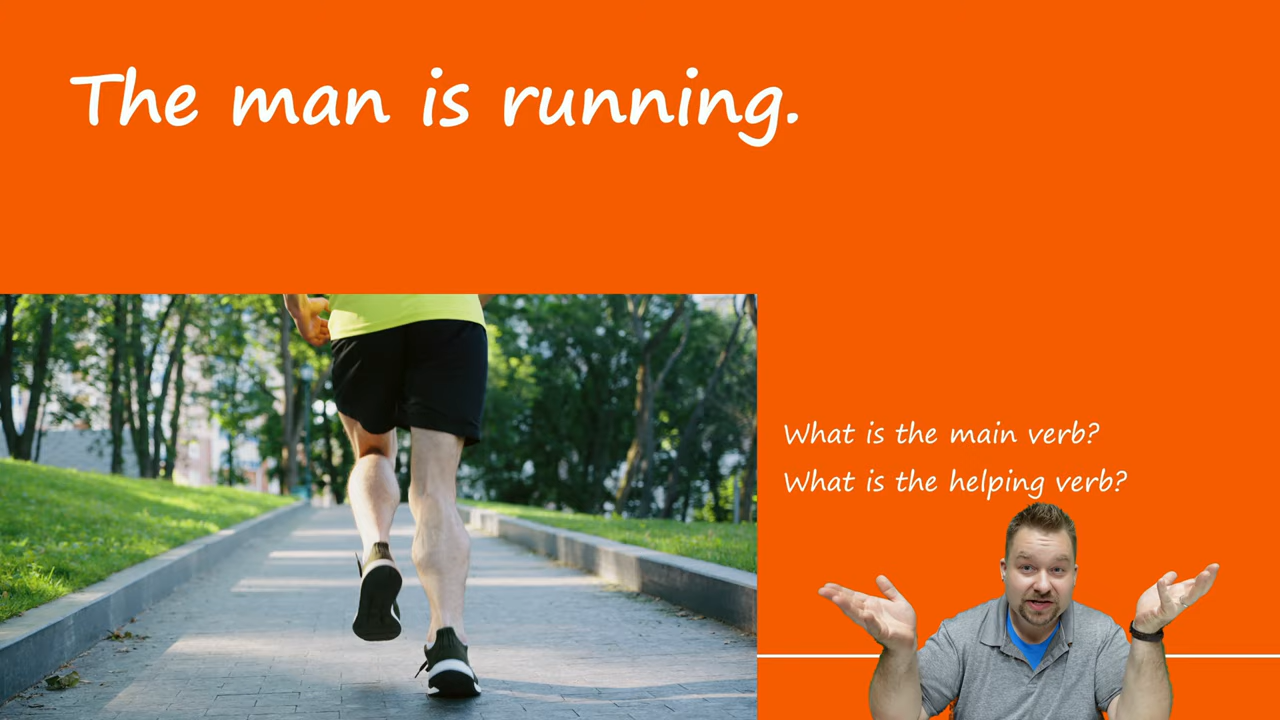 The man is running.
What is the main verb?
What is the helping verb?